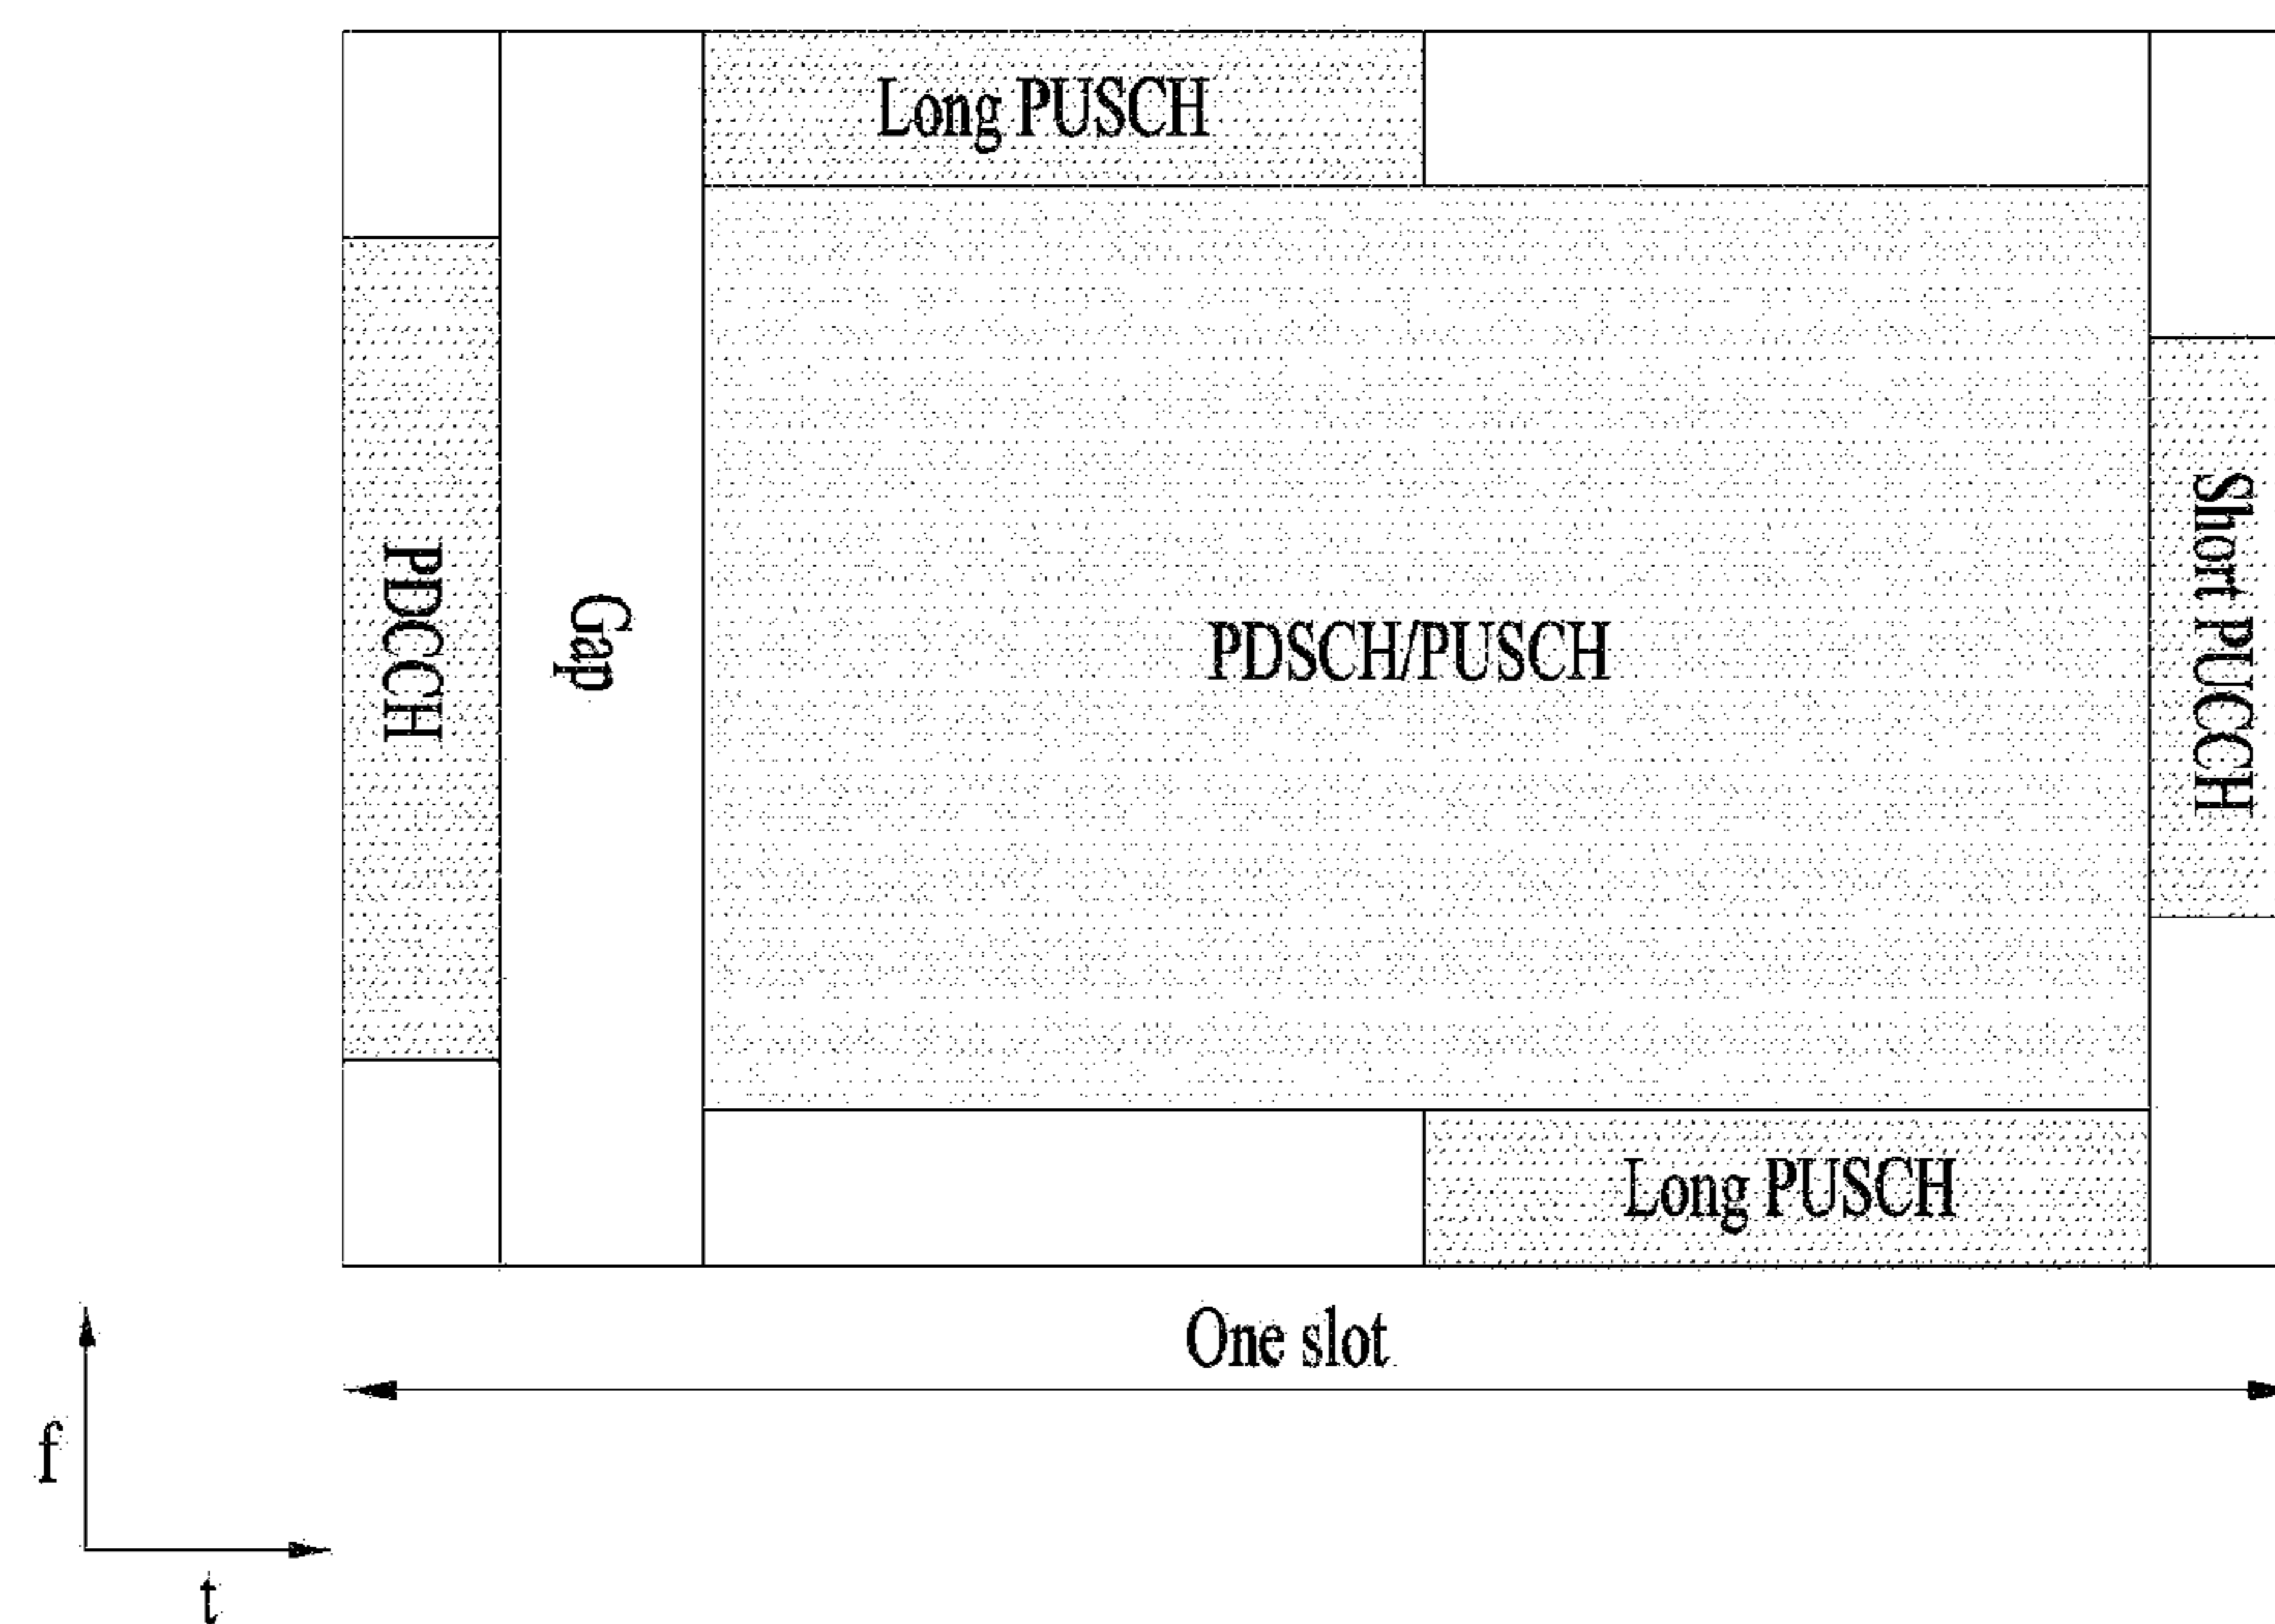 Long PUSCH
PDCCH
Gap
PDSCH/PUSCH
Short PUCCH
Long PUSCH
One slot
f
t